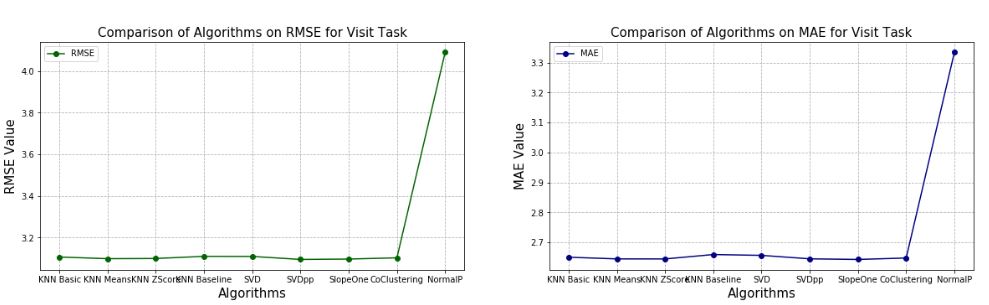 Comparison of Algorithms on RMSE for Visit Task
RMSE
4.0
3.8
3.6
3.4
3.2
RMSE Value
KNN Basic KNN Means KNN ZScore KNN Baseline SVD SVDpp SlopeOne CoClustering NormalP
Algorithms
Comparison of Algorithms on MAE for Visit Task
MAE
3.3
3.2
3.1
3.0
2.9
2.8
2.7
MAE Value
KNN Basic KNN Means KNN ZScore KNN Baseline SVD SVDpp SlopeOne CoClustering NormalP
Algorithms